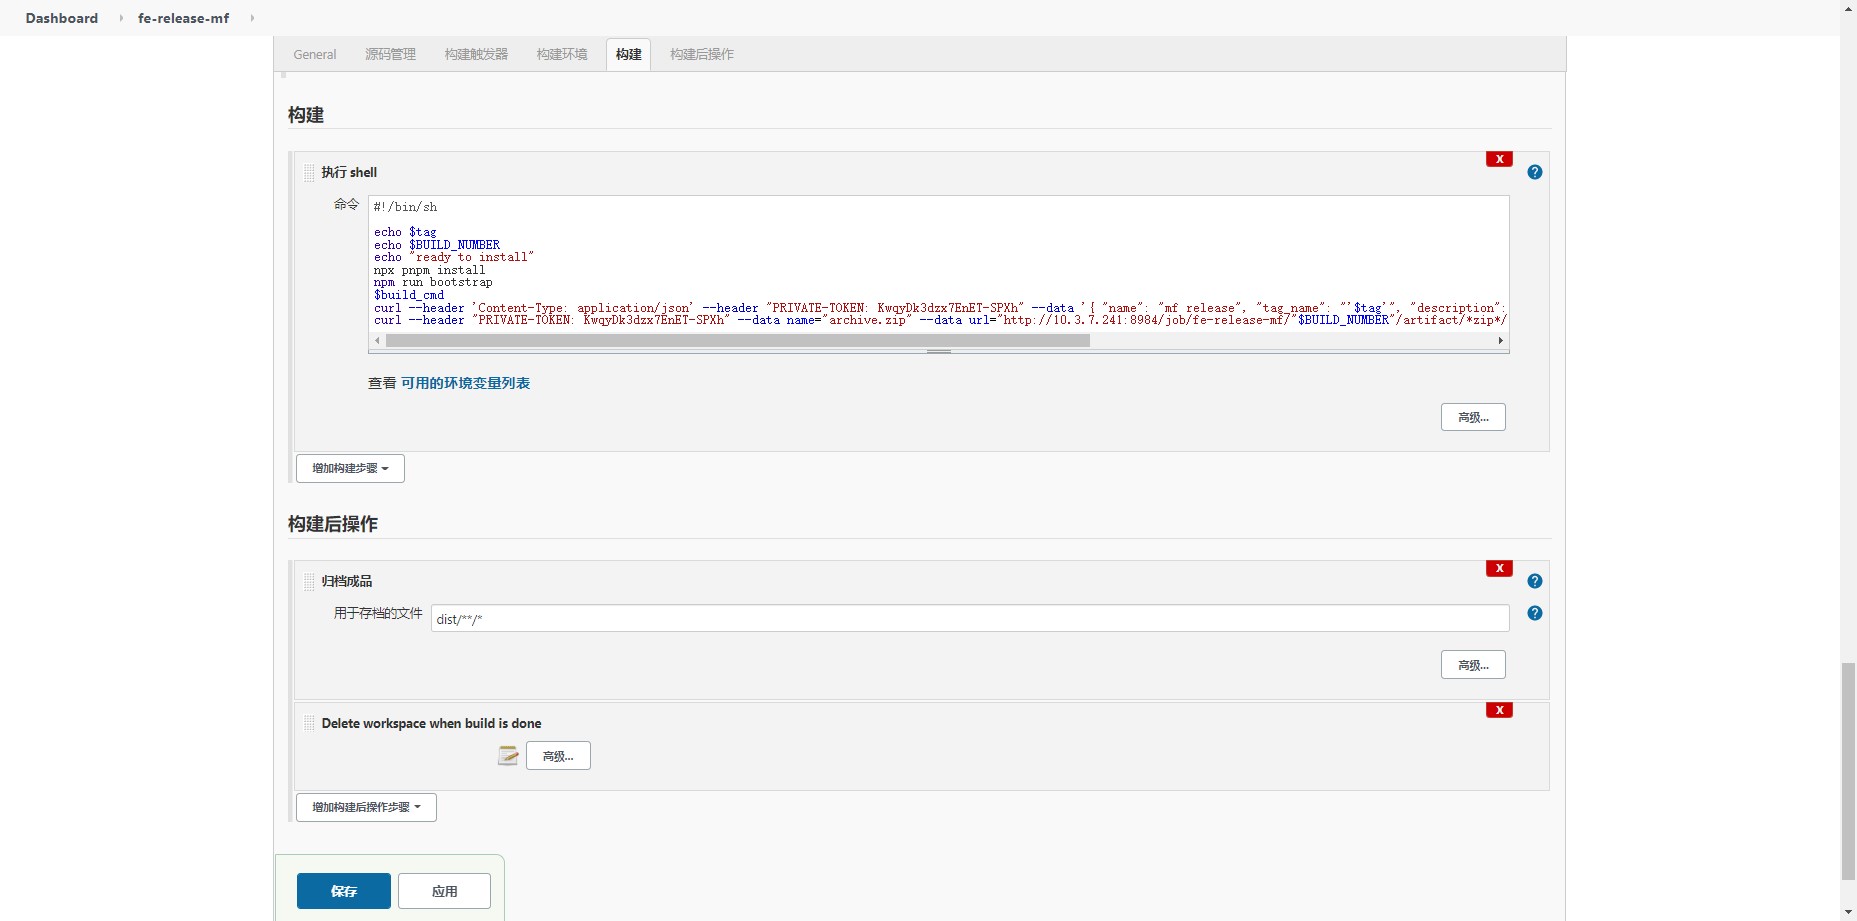 Dashboard fe-release-mf
General 源码管理 构建触发器 构建环境 构建 构建后操作
构建
X
执行 shell
命令
#!/bin/sh
echo $tag
echo $BUILD_NUMBER
echo "ready to install"
npx pnpm install
npm run bootstrap
$build_cmd
curl --header 'Content-Type: application/json' --header "PRIVATE-TOKEN: KwqyDk3dzx7EnET-SPXh" --data '{ "name": "mf release", "tag_name": "'$tag'", "description":
curl --header "PRIVATE-TOKEN: KwqyDk3dzx7EnET-SPXh" --data name="archive.zip" --data url="http://10.3.7.241:8984/job/fe-release-mf/"$BUILD_NUMBER"/artifact/*zip*/
查看 可用的环境变量列表
高级...
增加构建步骤
构建后操作
X
归档成品
用于存档的文件 dist/**/*
高级...
X
Delete workspace when build is done
高级...
增加构建后操作步骤
保存 应用